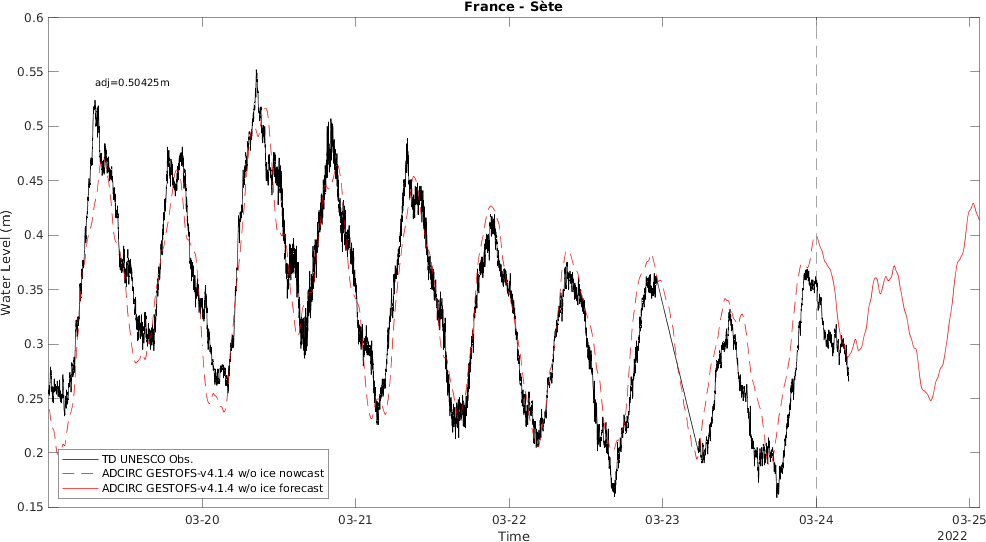 France - Sète
0.6
0.55
0.5
0.45
0.4
0.35
0.3
0.25
0.2
0.15
Water Level (m)
adj=0.50425m
TD UNESCO Obs.
ADCIRC GESTOFS-v4.1.4 w/o ice nowcast
ADCIRC GESTOFS-v4.1.4 w/o ice forecast
03-20
03-21
03-22
03-23
03-24
03-25
Time
2022